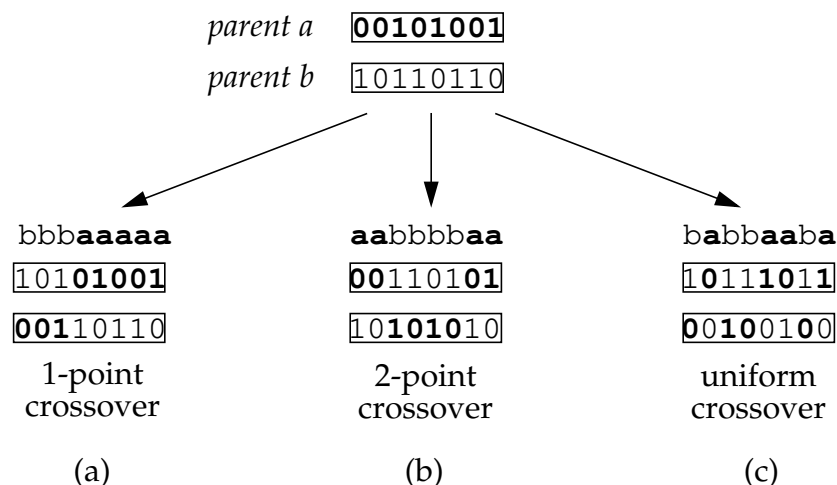 parent a 00101001
parent b 10110110
bbbaaaaa aabbbbaa babbaaba
10101001 00110101 10111011
00110110 10101010 00100100
1-point 2-point uniform
crossover crossover crossover
(a) (b) (c)